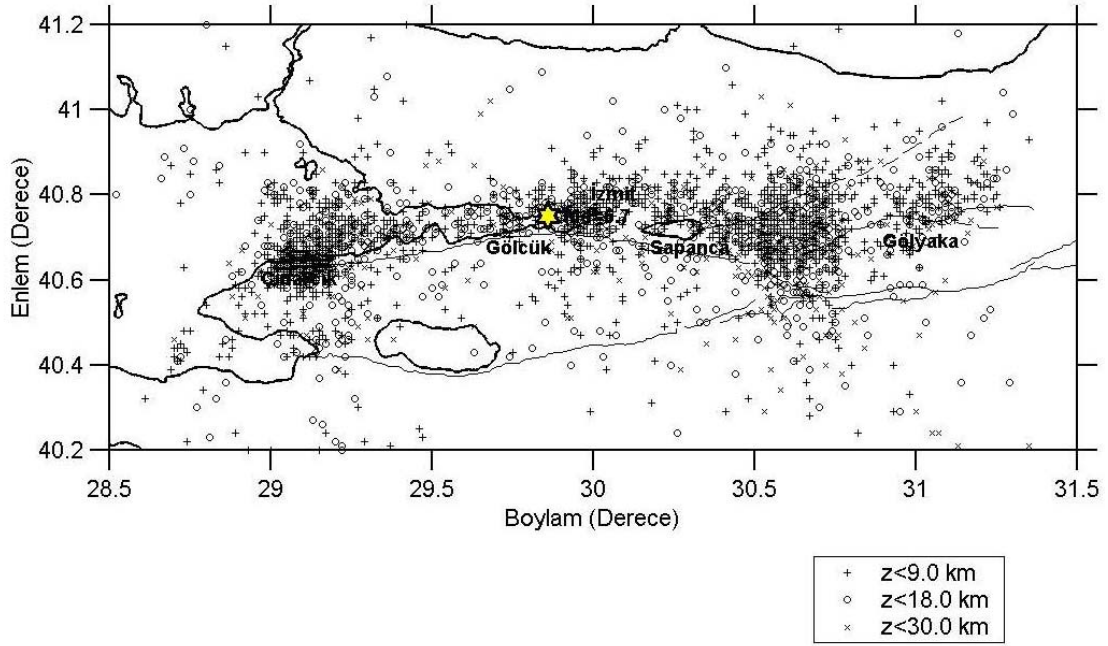 41.2
41
40.8
40.6
40.4
40.2
Enlem (Derece)
İzmit
Gölcük
Sapanca
Gölyaka
28.5 29 29.5 30 30.5 31 31.5
Boylam (Derece)
+ z<9.0 km
o z<18.0 km
x z<30.0 km